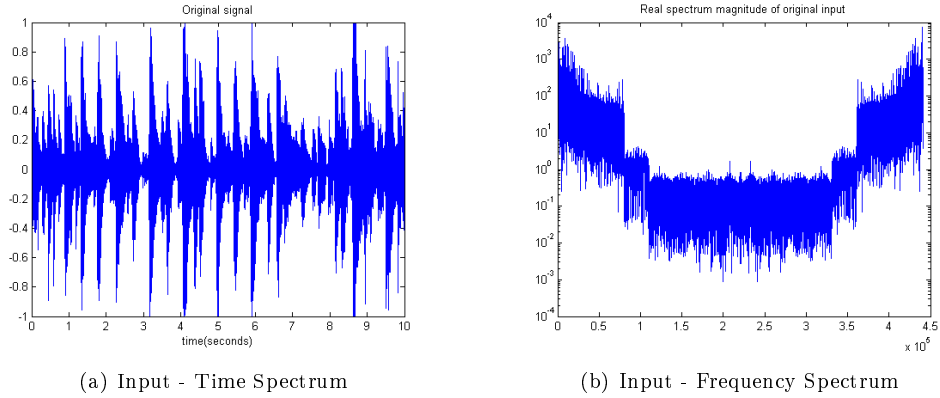 Original signal
1
0.8
0.6
0.4
0.2
0
-0.2
-0.4
-0.6
-0.8
-1
0 1 2 3 4 5 6 7 8 9 10
time(seconds)
(a) Input - Time Spectrum
Real spectrum magnitude of original input
10^4
10^3
10^2
10^1
10^0
10^-1
10^-2
10^-3
10^-4
0 0.5 1 1.5 2 2.5 3 3.5 4 4.5
x 10^5
(b) Input - Frequency Spectrum